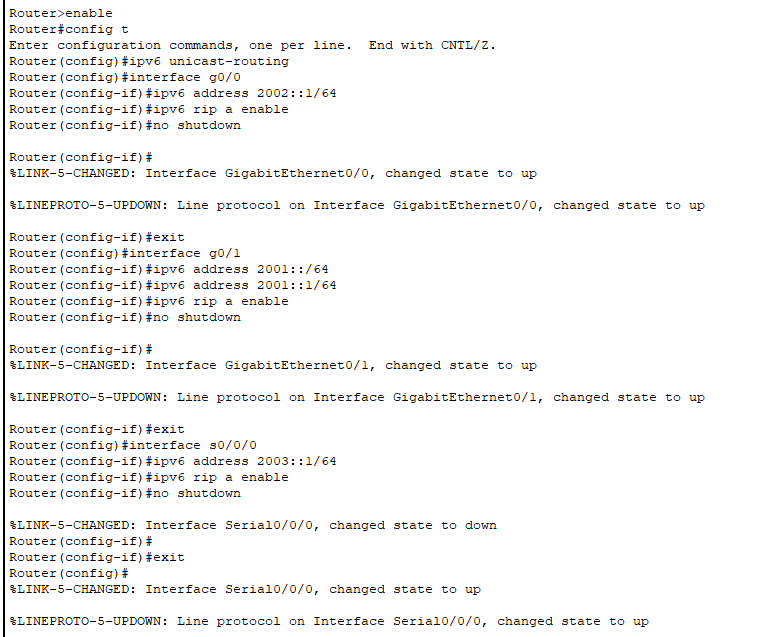 Router>enable
Router#config t
Enter configuration commands, one per line.  End with CNTL/Z.
Router(config)#ipv6 unicast-routing
Router(config)#interface g0/0
Router(config-if)#ipv6 address 2002::1/64
Router(config-if)#ipv6 rip a enable
Router(config-if)#no shutdown
Router(config-if)#
%LINK-5-CHANGED: Interface GigabitEthernet0/0, changed state to up
%LINEPROTO-5-UPDOWN: Line protocol on Interface GigabitEthernet0/0, changed state to up
Router(config-if)#exit
Router(config)#interface g0/1
Router(config-if)#ipv6 address 2001::/64
Router(config-if)#ipv6 address 2001::1/64
Router(config-if)#ipv6 rip a enable
Router(config-if)#no shutdown
Router(config-if)#
%LINK-5-CHANGED: Interface GigabitEthernet0/1, changed state to up
%LINEPROTO-5-UPDOWN: Line protocol on Interface GigabitEthernet0/1, changed state to up
Router(config-if)#exit
Router(config)#interface s0/0/0
Router(config-if)#ipv6 address 2003::1/64
Router(config-if)#ipv6 rip a enable
Router(config-if)#no shutdown
%LINK-5-CHANGED: Interface Serial0/0/0, changed state to down
Router(config-if)#
Router(config-if)#exit
Router(config)#
%LINK-5-CHANGED: Interface Serial0/0/0, changed state to up
%LINEPROTO-5-UPDOWN: Line protocol on Interface Serial0/0/0, changed state to up